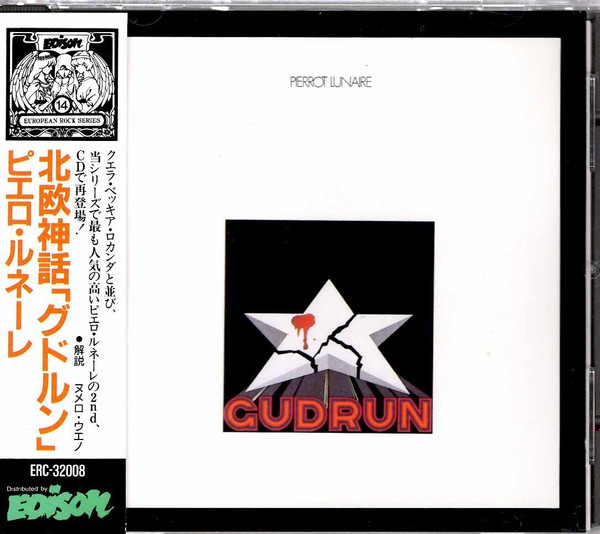 EDison
14
EUROPEAN ROCK SERIES
クエラ・ベッキア・ロカンダと並び、
当シリーズで最も人気の高いピエロ・ルネーレの2nd、
CDで再登場！
●解説　ヌメロ・ウエノ
北欧神話「グドルン」
ピエロ・ルネーレ
ERC-32008
Distributed by
EDison
PIERROT LUNAIRE
GUDRUN